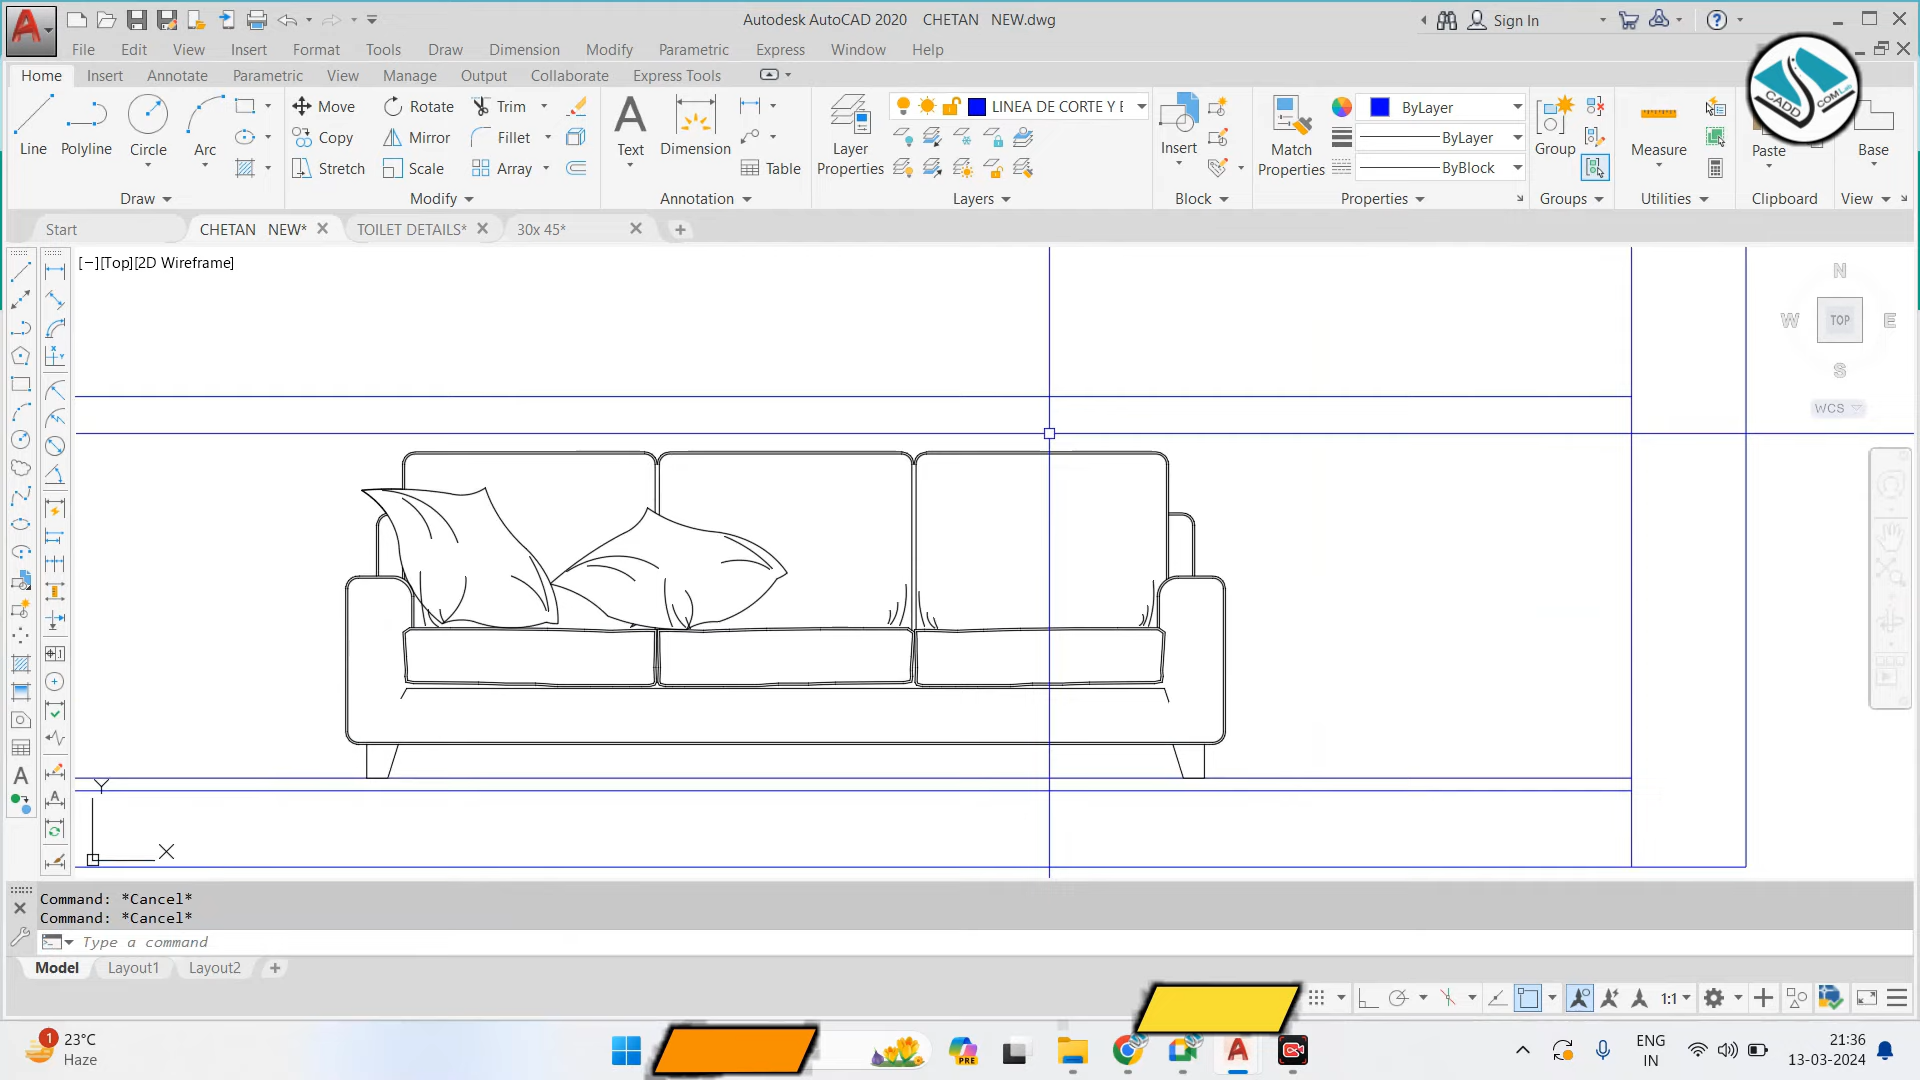 Autodesk AutoCAD 2020 CHETAN NEW.dwg
Sign In
File Edit View Insert Format Tools Draw Dimension Modify Parametric Express Window Help
Home Insert Annotate Parametric View Manage Output Collaborate Express Tools
Line Polyline Circle Arc
Move Rotate Trim
Copy Mirror Fillet
Stretch Scale Array
Text Dimension Table
Layer Properties
LINEA DE CORTE Y E
Insert
Match Properties
ByLayer
ByLayer
ByBlock
Group
Measure
Paste
Base
CADD
COM
Draw Modify Annotation Layers Block Properties Groups Utilities Clipboard View
Start CHETAN NEW* TOILET DETAILS* 30x 45*
[−][Top][2D Wireframe]
N
W TOP E
S
WCS
Y
X
Command: *Cancel*
Command: *Cancel*
Type a command
Model Layout1 Layout2
1:1
1
23°C
Haze
PRE
ENG
IN
21:36
13-03-2024